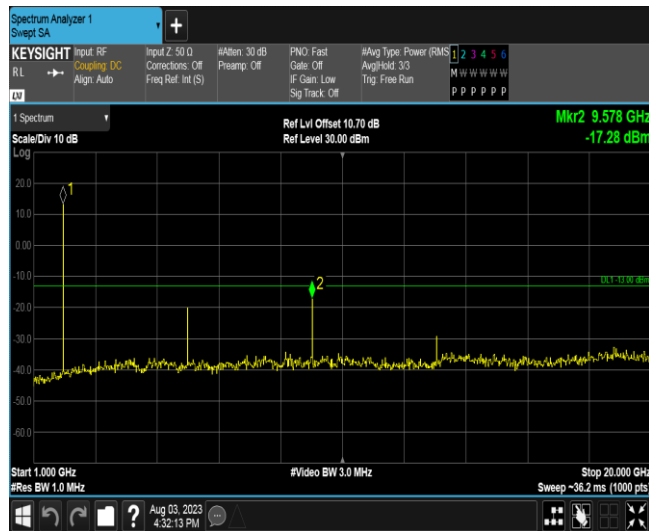 Spectrum Analyzer 1
Swept SA
+
KEYSIGHT
RL
LXI
Input: RF
Coupling: DC
Align: Auto
Input Z: 50 Ω
Corrections: Off
Freq Ref: Int (S)
#Atten: 30 dB
Preamp: Off
PNO: Fast
Gate: Off
IF Gain: Low
Sig Track: Off
#Avg Type: Power (RMS
Avg|Hold: 3/3
Trig: Free Run
1 2 3 4 5 6
M W W W W W
P P P P P P
1 Spectrum
Scale/Div 10 dB
Ref Lvl Offset 10.70 dB
Ref Level 30.00 dBm
Mkr2 9.578 GHz
-17.28 dBm
Log
20.0
10.0
0.00
-10.0
-20.0
-30.0
-40.0
-50.0
-60.0
1
2
DL1 -13.00 dBm
Start 1.000 GHz
#Res BW 1.0 MHz
#Video BW 3.0 MHz
Stop 20.000 GHz
Sweep ~36.2 ms (1000 pts)
?
Aug 03, 2023
4:32:13 PM